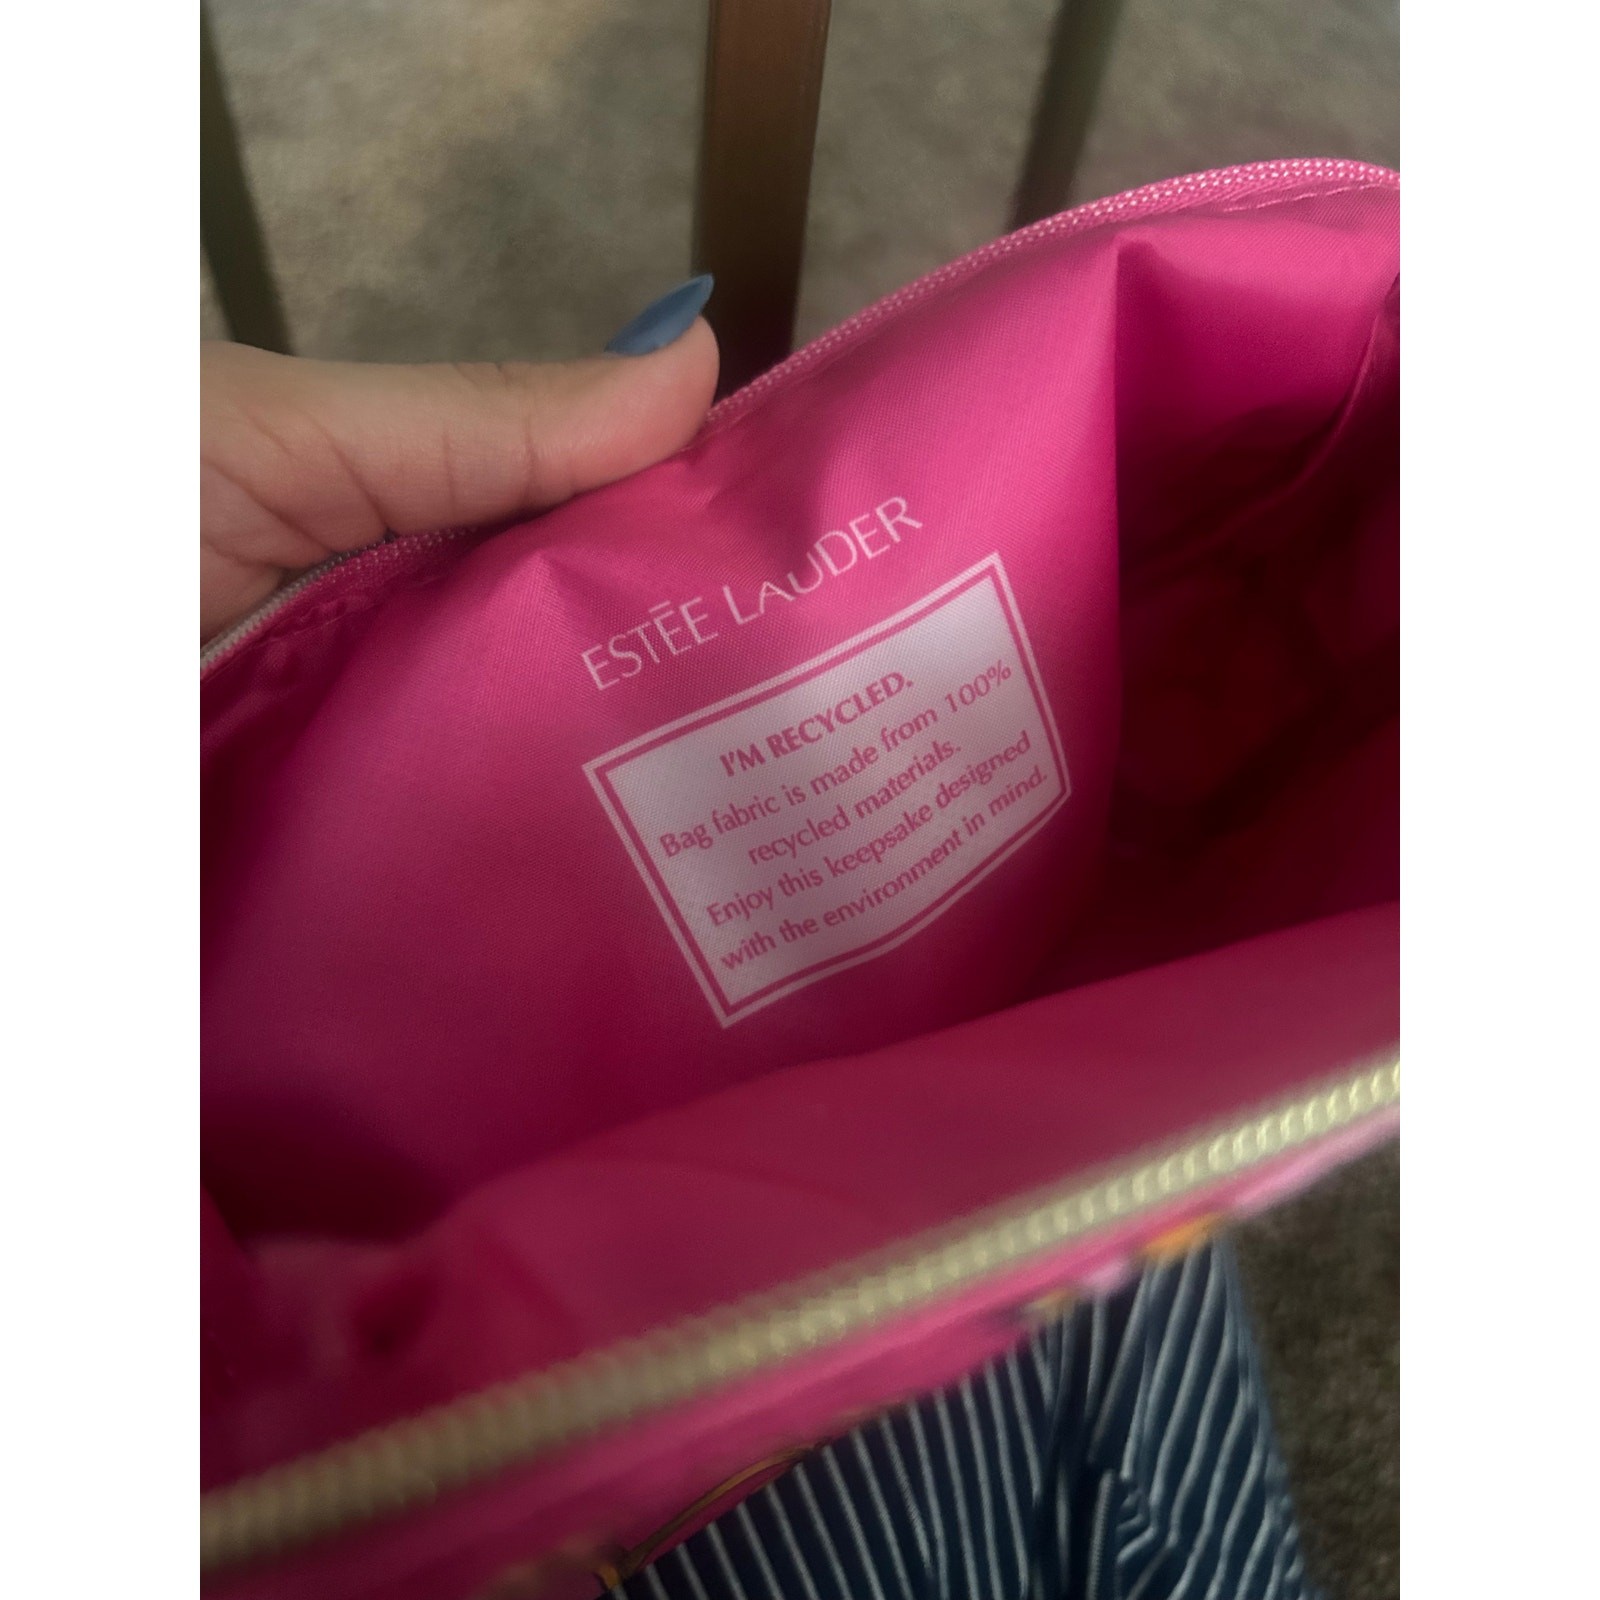 ESTĒE LAUDER
I'M RECYCLED.
Bag fabric is made from 100%
recycled materials.
Enjoy this keepsake designed
with the environment in mind.